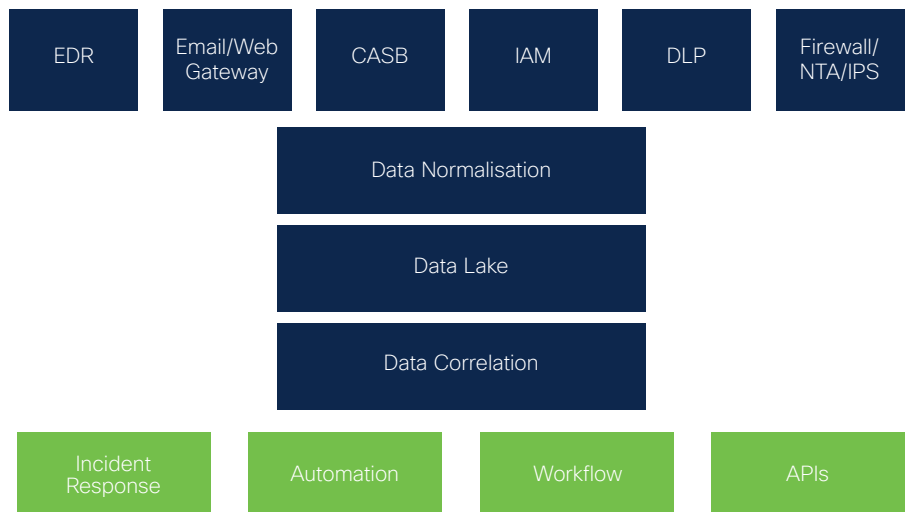 EDR
Email/Web
Gateway
CASB
IAM
DLP
Firewall/
NTA/IPS
Data Normalisation
Data Lake
Data Correlation
Incident
Response
Automation
Workflow
APIs